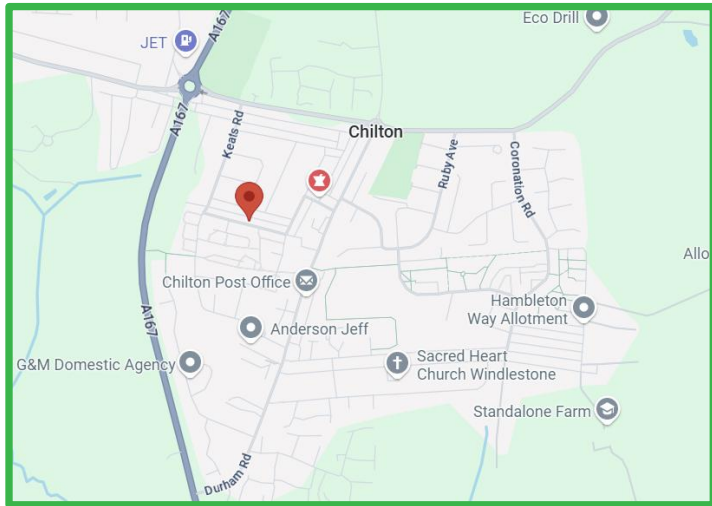 Eco Drill
JET
A167
Chilton
A167
Keats Rd
Ruby Ave
Coronation Rd
Allo
Chilton Post Office
Hambleton
Way Allotment
A167
Anderson Jeff
G&M Domestic Agency
Sacred Heart
Church Windlestone
Standalone Farm
Durham Rd